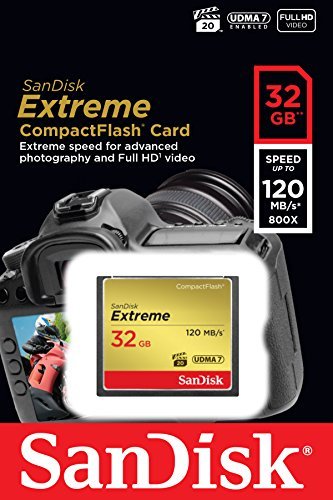 20
UDMA 7
ENABLED
FULL HD
VIDEO
SanDisk
Extreme
CompactFlash® Card
Extreme speed for advanced
photography and Full HD¹ video
32
GB**
SPEED
UP TO
120
MB/s*
800X
CompactFlash®
SanDisk
Extreme
32 GB
120 MB/s*
20
UDMA 7
SanDisk
SanDisk®